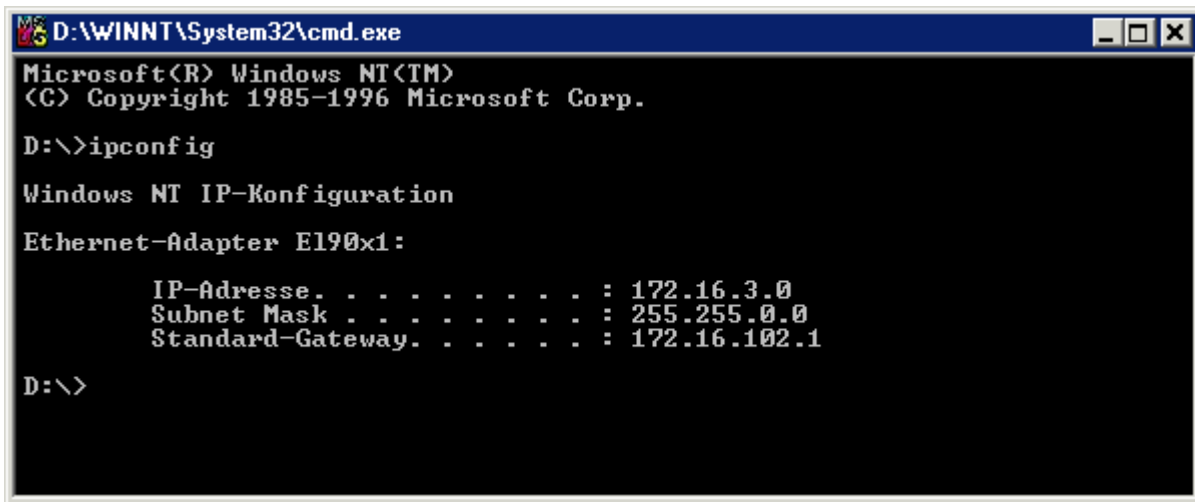 D:\WINNT\System32\cmd.exe
Microsoft(R) Windows NT(TM)
(C) Copyright 1985-1996 Microsoft Corp.
D:\>ipconfig
Windows NT IP-Konfiguration
Ethernet-Adapter El90x1:
IP-Adresse. . . . . . . . . : 172.16.3.0
Subnet Mask . . . . . . . . : 255.255.0.0
Standard-Gateway. . . . . . : 172.16.102.1
D:\>